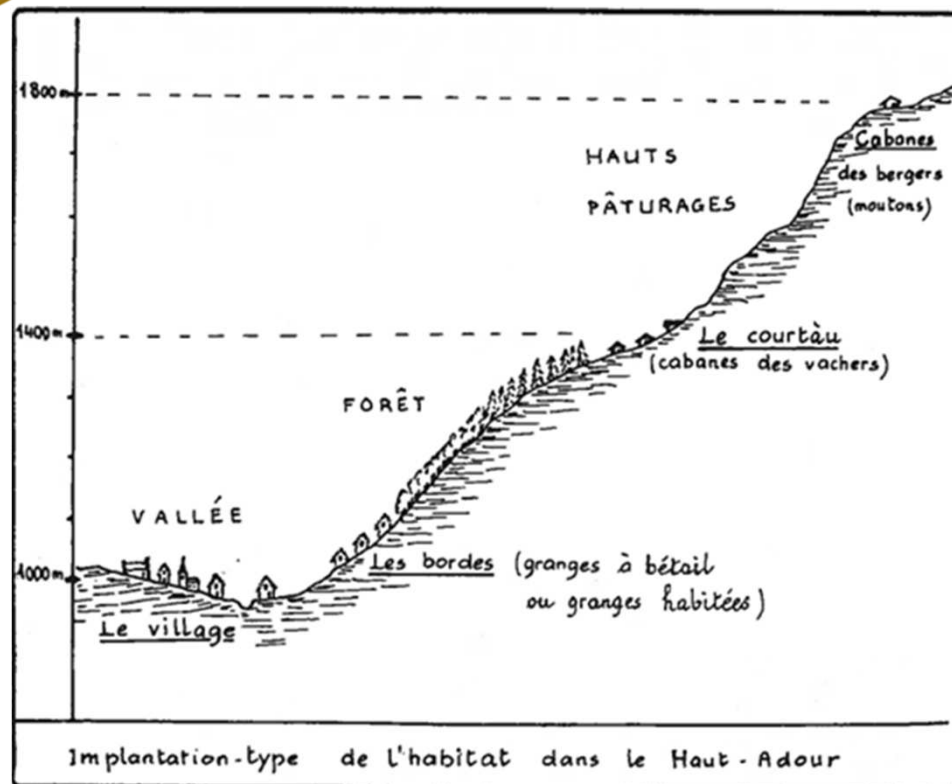 1800m
HAUTS
PÂTURAGES
Cabanes
des bergers
(moutons)
1400m
Le courtàu
(cabanes des vachers)
FORÊT
VALLÉE
1000m
Les bordes (granges à bétail
ou granges habitées)
Le village
Implantation-type de l'habitat dans le Haut-Adour